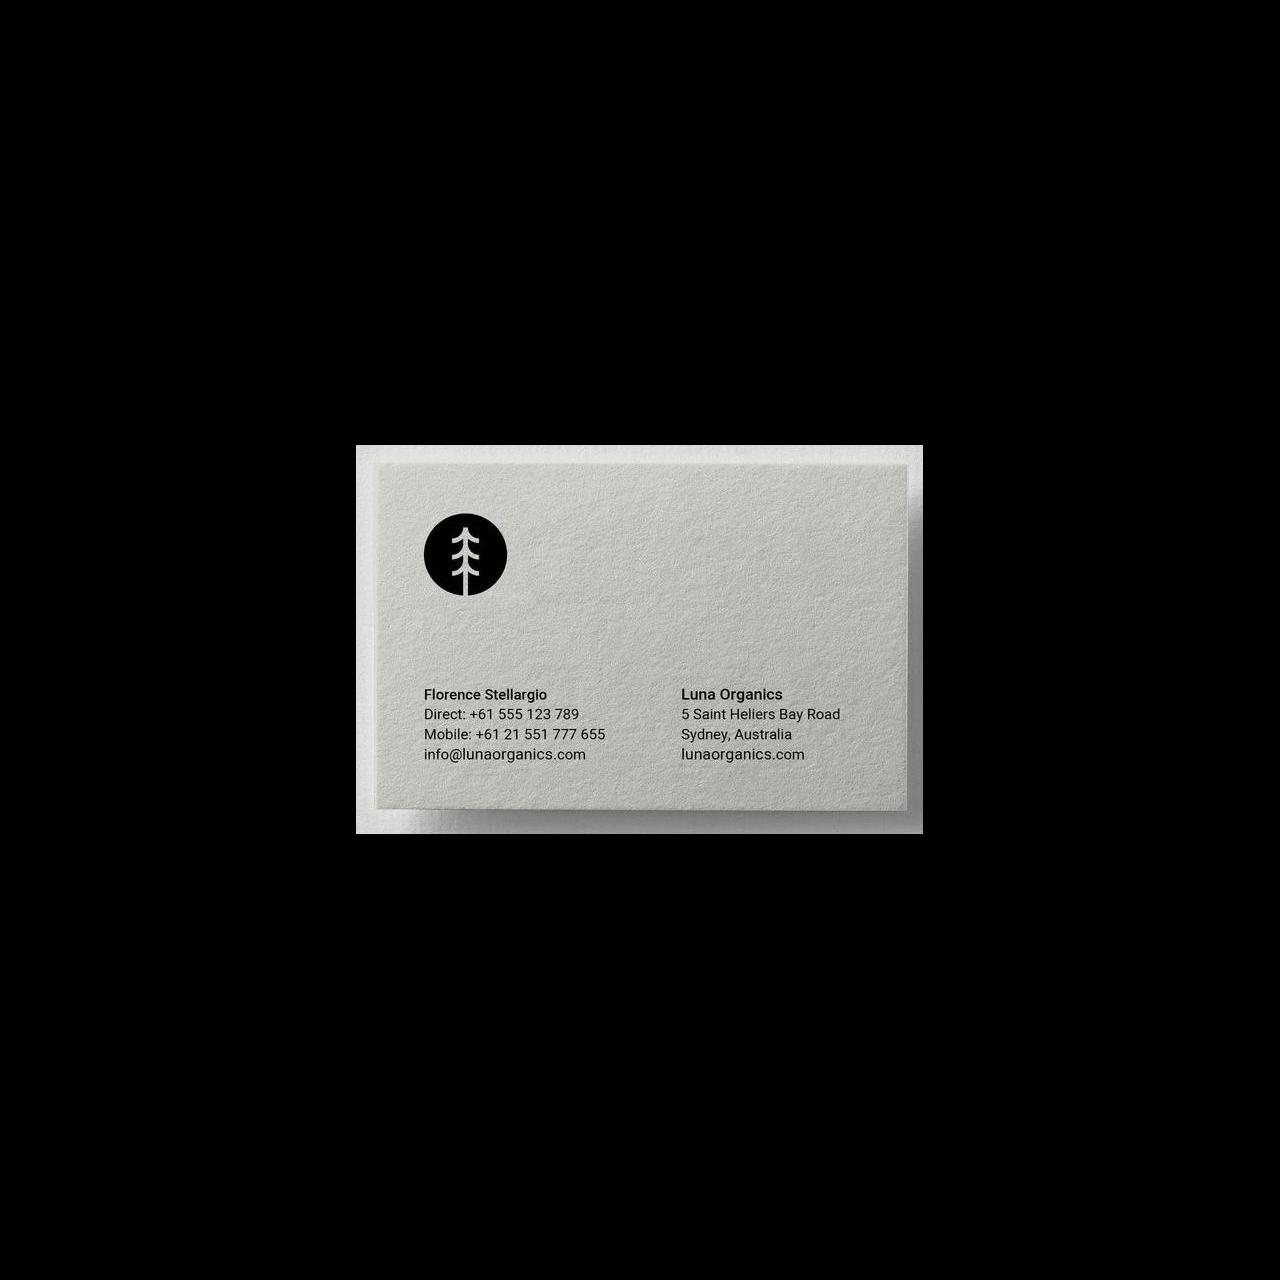 Florence Stellargio
Direct: +61 555 123 789
Mobile: +61 21 551 777 655
info@lunaorganics.com
Luna Organics
5 Saint Heliers Bay Road
Sydney, Australia
lunaorganics.com